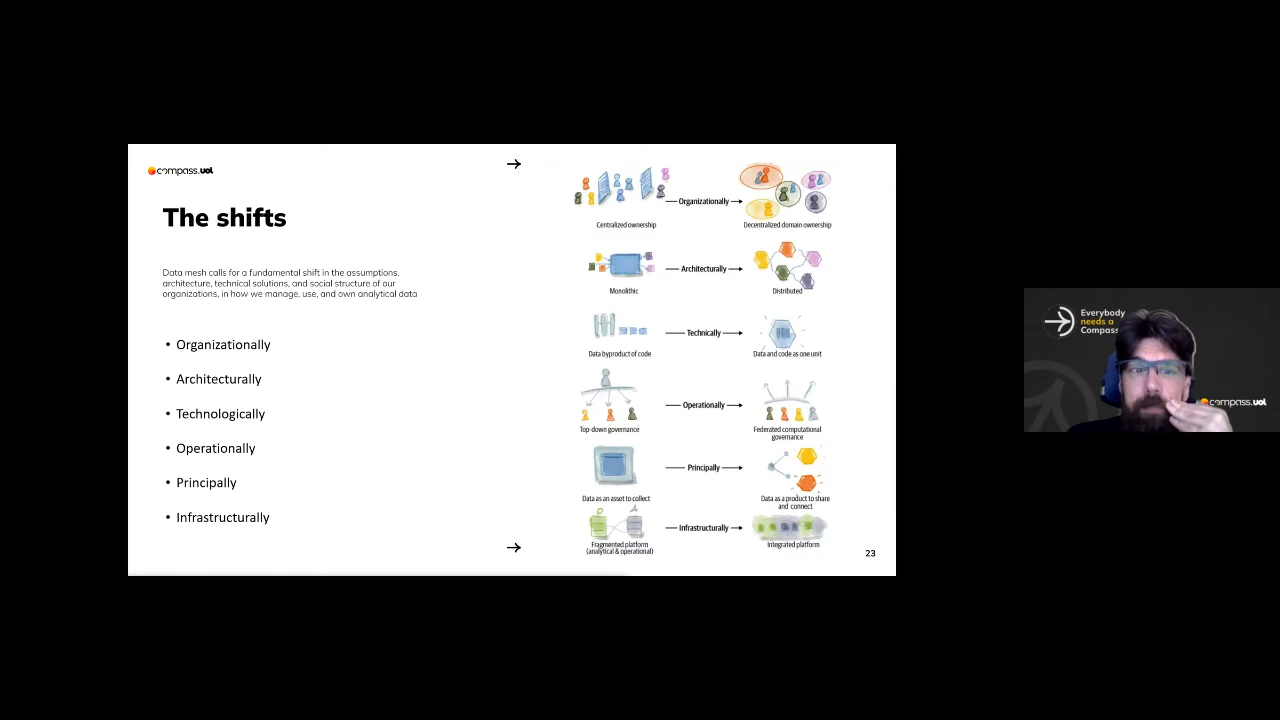 compass.uol
The shifts
Data mesh calls for a fundamental shift in the assumptions,
architecture, technical solutions, and social structure of our
organizations, in how we manage, use, and own analytical data
• Organizationally
• Architecturally
• Technologically
• Operationally
• Principally
• Infrastructurally
Organizationally
Centralized ownership
Decentralized domain ownership
Architecturally
Monolithic
Distributed
Technically
Data byproduct of code
Data and code as one unit
Operationally
Top-down governance
Federated computational
governance
Principally
Data as an asset to collect
Data as a product to share
and connect
O
A
Infrastructurally
Fragmented platform
(analytical & operational)
Integrated platform
23
Everybody
needs a
Compass
compass.uol